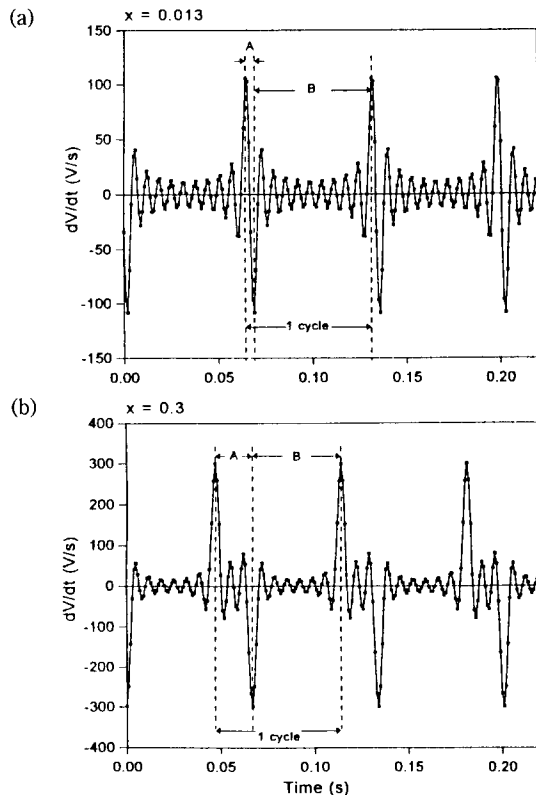 (a)
x = 0.013
150
100
50
0
-50
-100
-150
dV/dt (V/s)
A
B
1 cycle
0.00
0.05
0.10
0.15
0.20
(b)
x = 0.3
400
300
200
100
0
-100
-200
-300
-400
dV/dt (V/s)
A
B
1 cycle
0.00
0.05
0.10
0.15
0.20
Time (s)